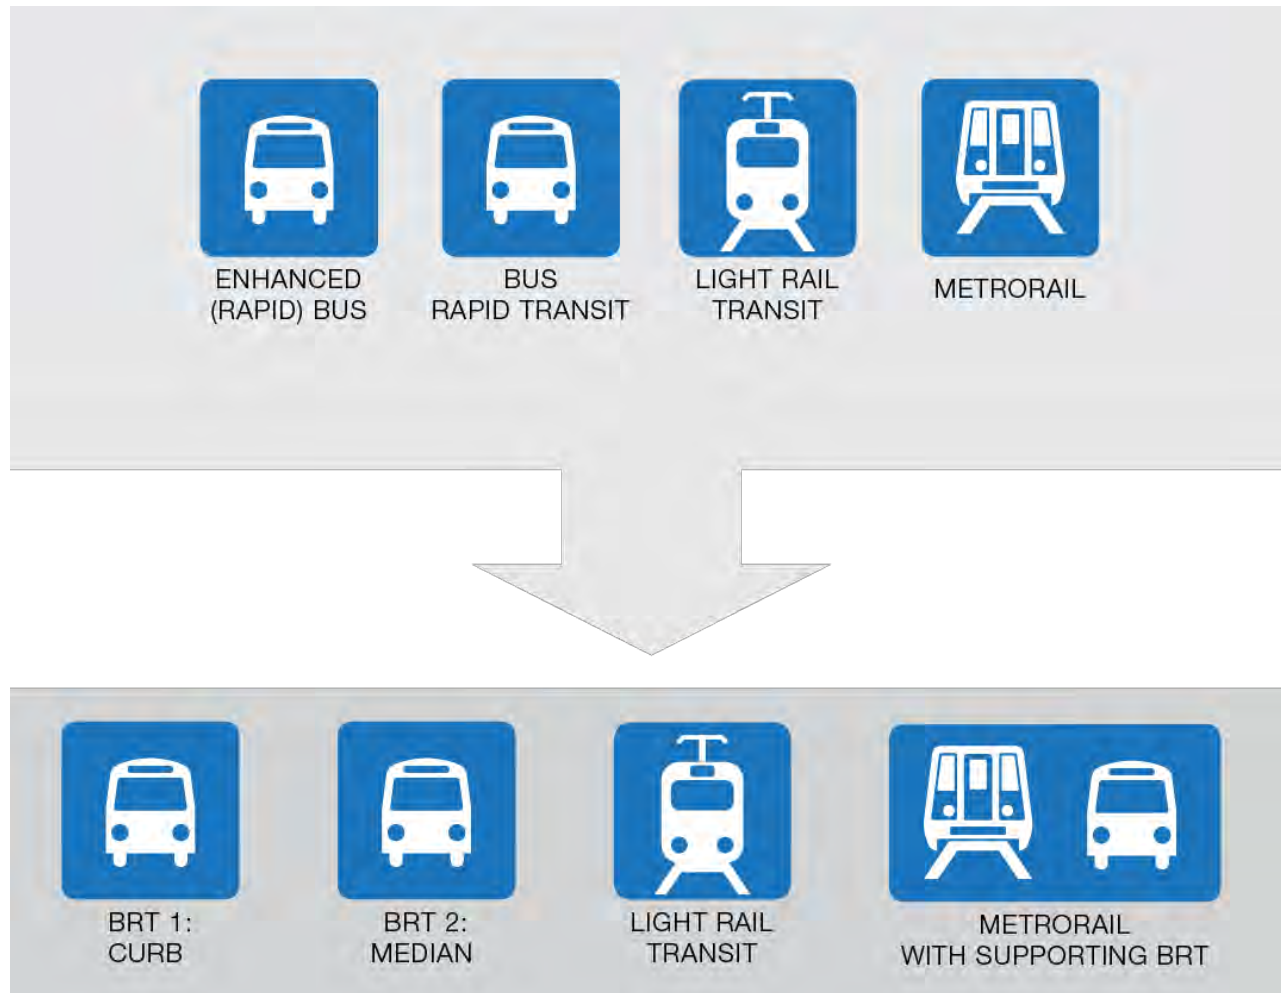 ENHANCED
(RAPID) BUS
BUS
RAPID TRANSIT
LIGHT RAIL
TRANSIT
METRORAIL
BRT 1:
CURB
BRT 2:
MEDIAN
LIGHT RAIL
TRANSIT
METRORAIL
WITH SUPPORTING BRT